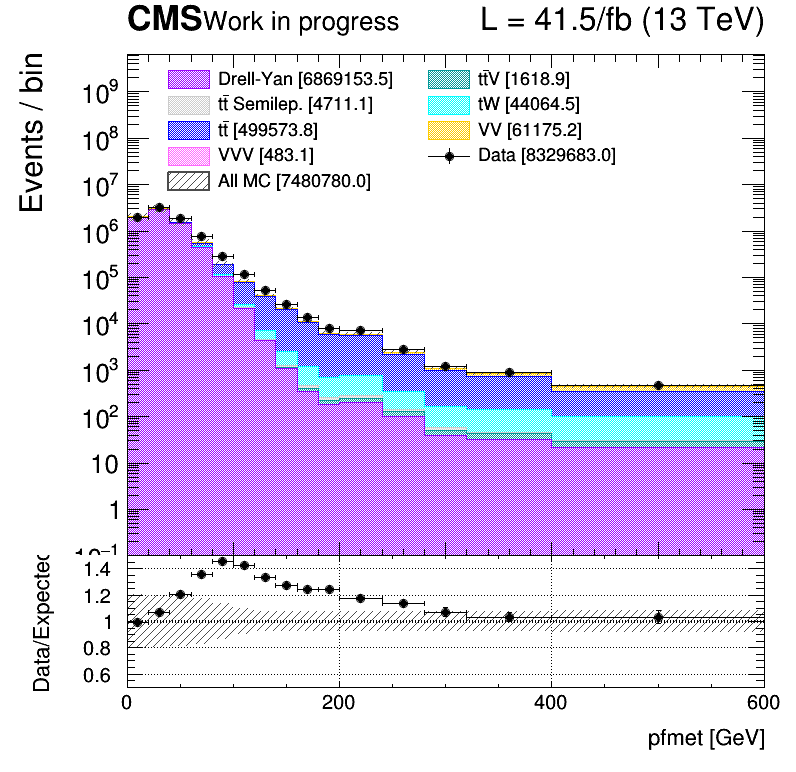 CMS Work in progress L = 41.5/fb (13 TeV)
Events / bin
Drell-Yan [6869153.5] tt̄V [1618.9]
tt̄ Semilep. [4711.1] tW [44064.5]
tt̄ [499573.8] VV [61175.2]
VVV [483.1] Data [8329683.0]
All MC [7480780.0]
10⁹
10⁸
10⁷
10⁶
10⁵
10⁴
10³
10²
10
1
10⁻¹
Data/Expected
1.4
1.2
1
0.8
0.6
0 200 400 600
pfmet [GeV]